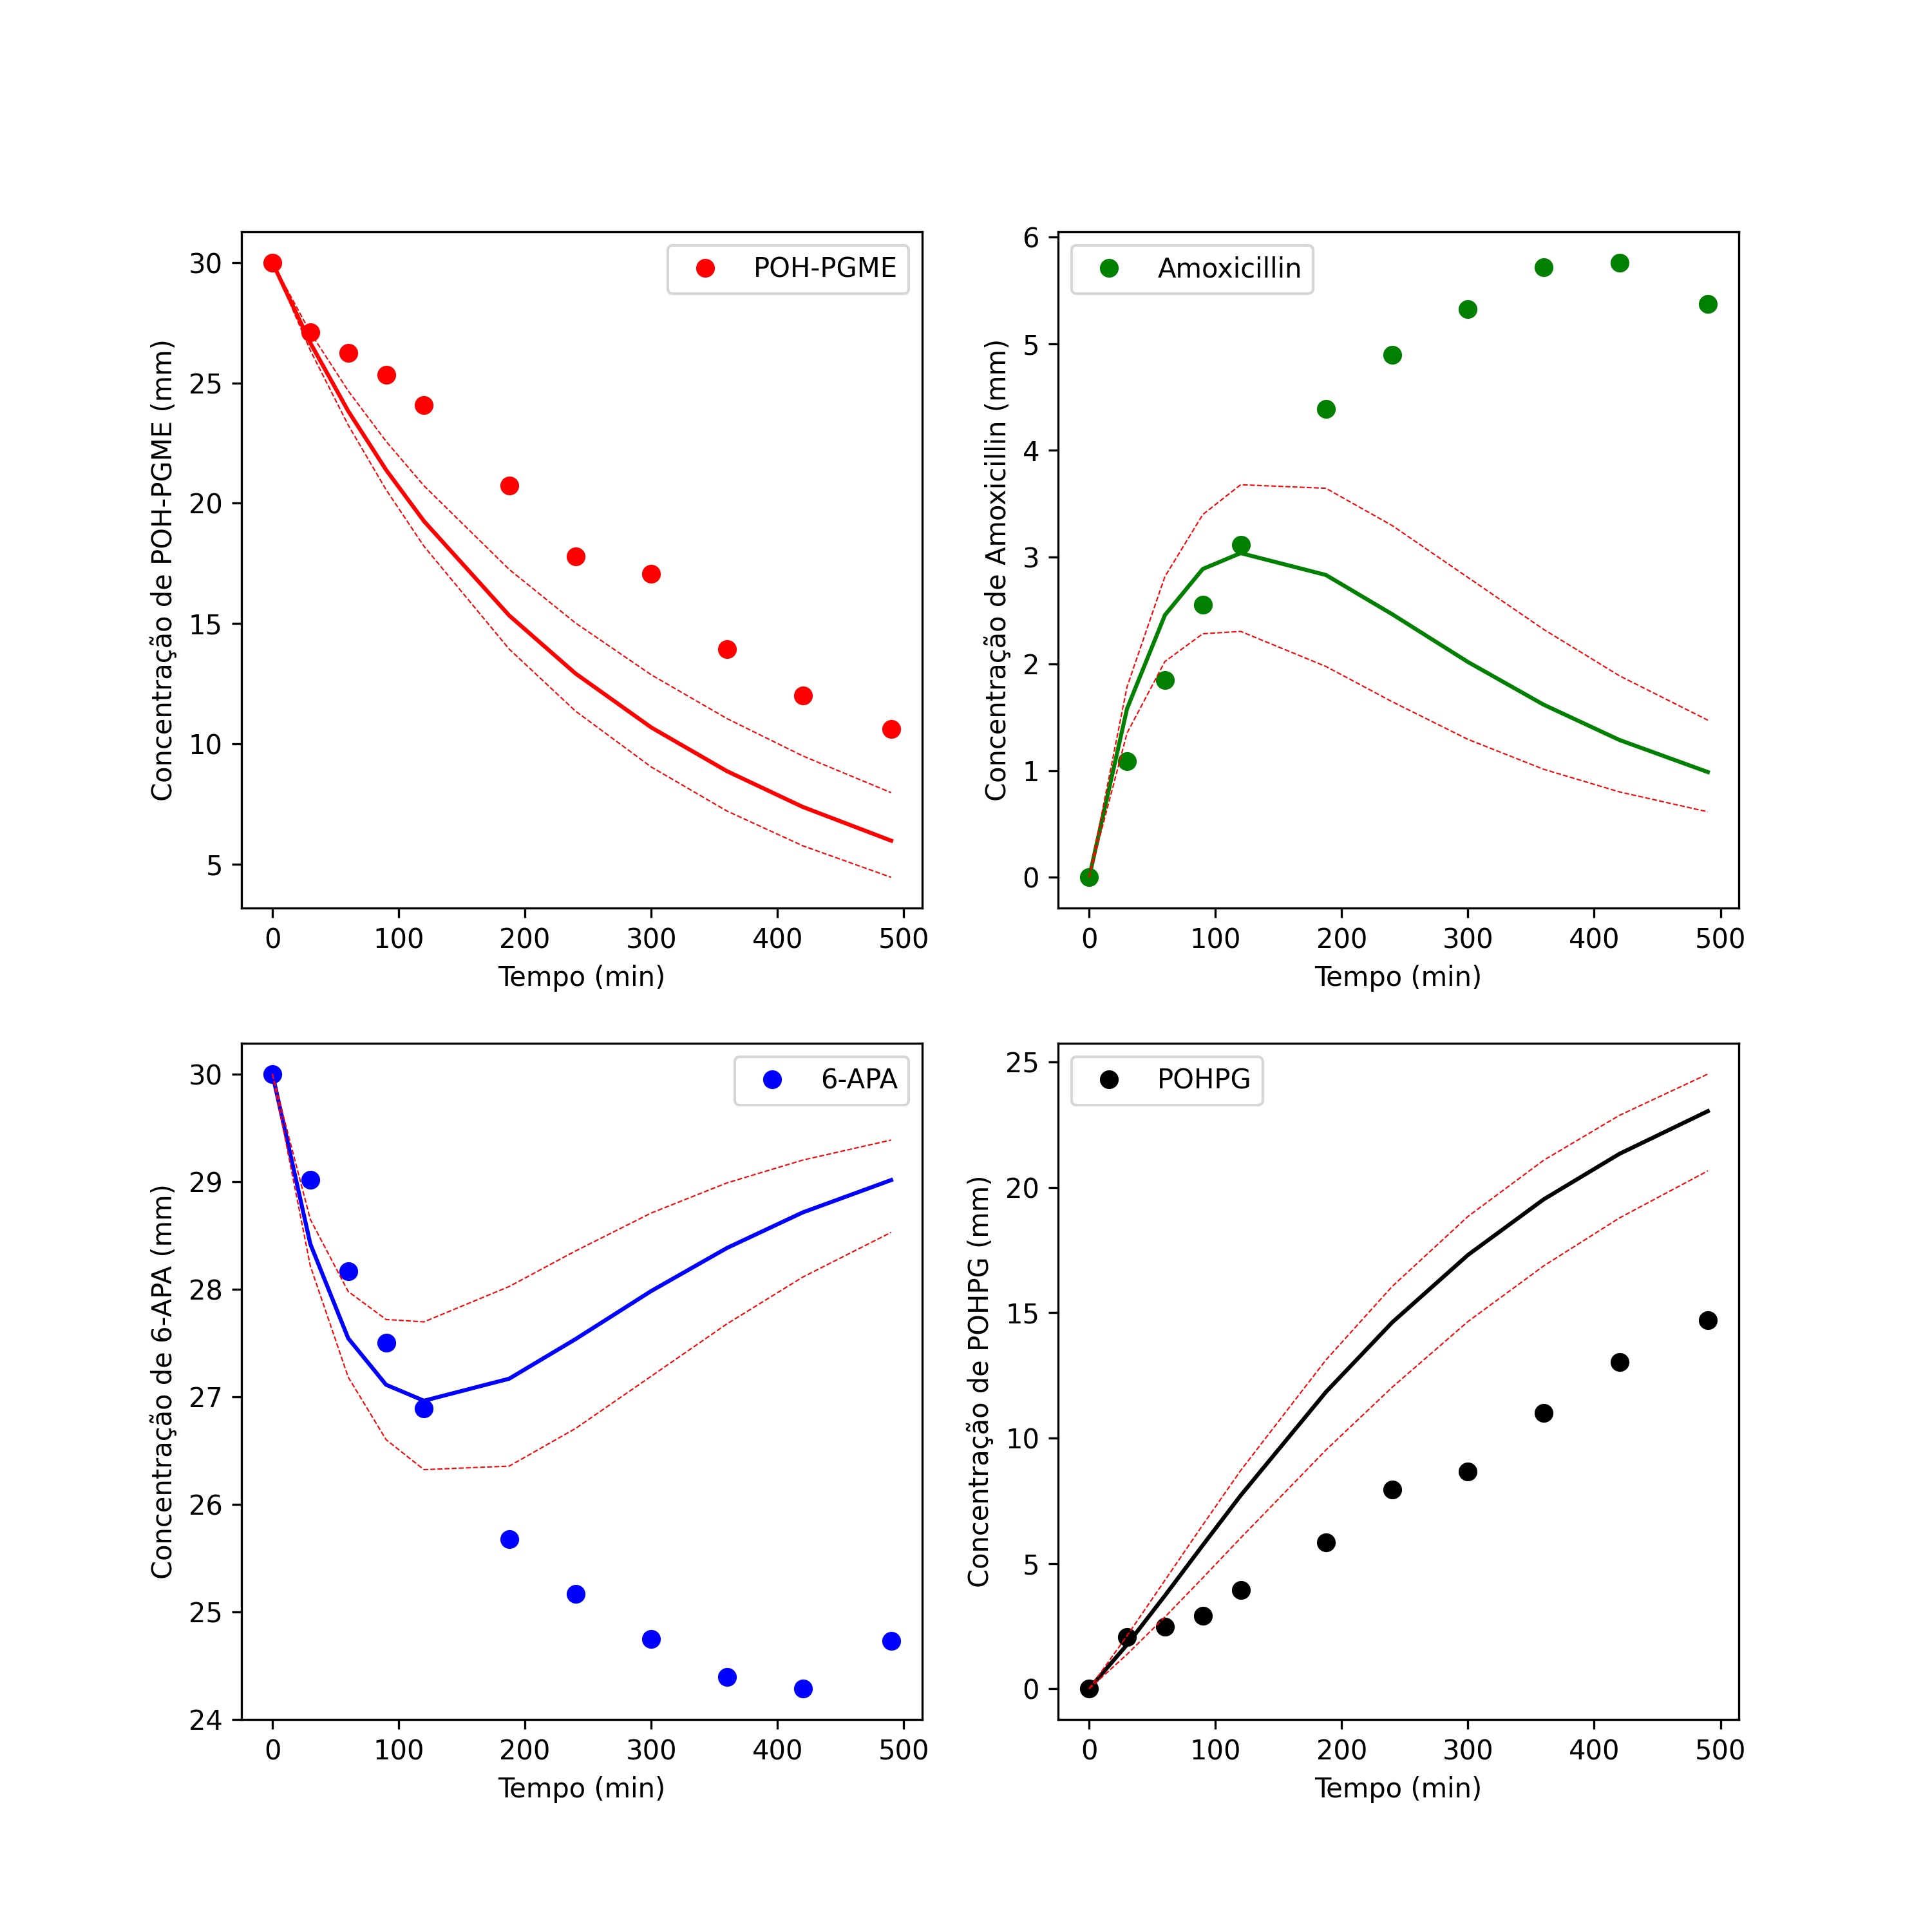 POH-PGME
Concentração de POH-PGME (mm)
30
25
20
15
10
5
0 100 200 300 400 500
Tempo (min)
Amoxicillin
Concentração de Amoxicillin (mm)
6
5
4
3
2
1
0
0 100 200 300 400 500
Tempo (min)
6-APA
Concentração de 6-APA (mm)
30
29
28
27
26
25
24
0 100 200 300 400 500
Tempo (min)
POHPG
Concentração de POHPG (mm)
25
20
15
10
5
0
0 100 200 300 400 500
Tempo (min)